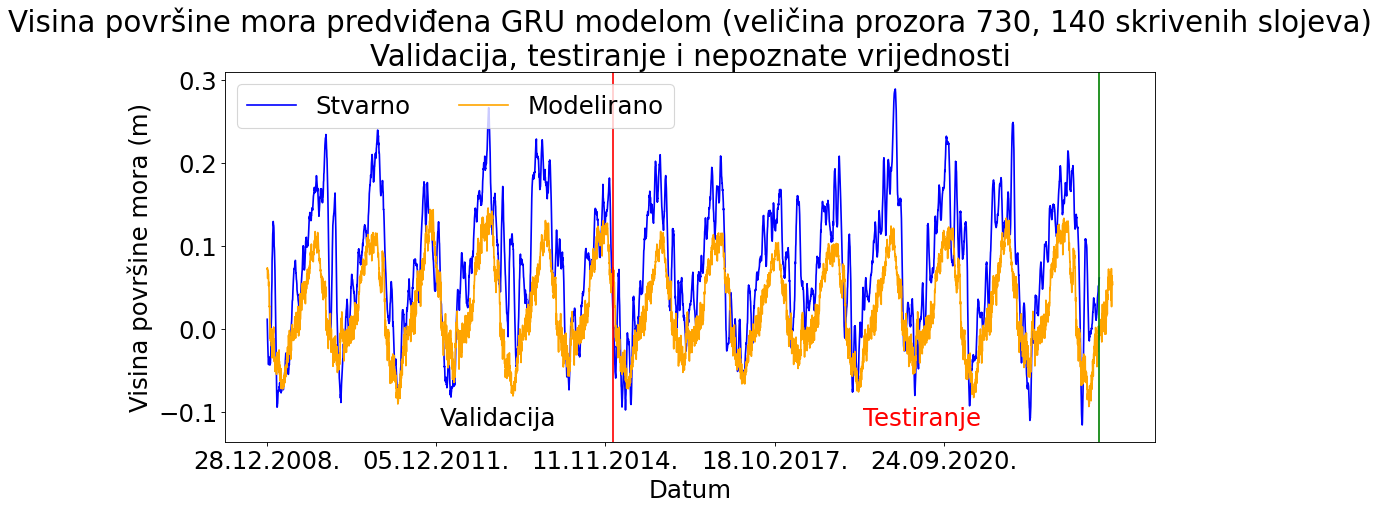 Visina površine mora predviđena GRU modelom (veličina prozora 730, 140 skrivenih slojeva)
Validacija, testiranje i nepoznate vrijednosti
Stvarno
Modelirano
Visina površine mora (m)
0.3
0.2
0.1
0.0
−0.1
Validacija
Testiranje
28.12.2008.
05.12.2011.
11.11.2014.
18.10.2017.
24.09.2020.
Datum